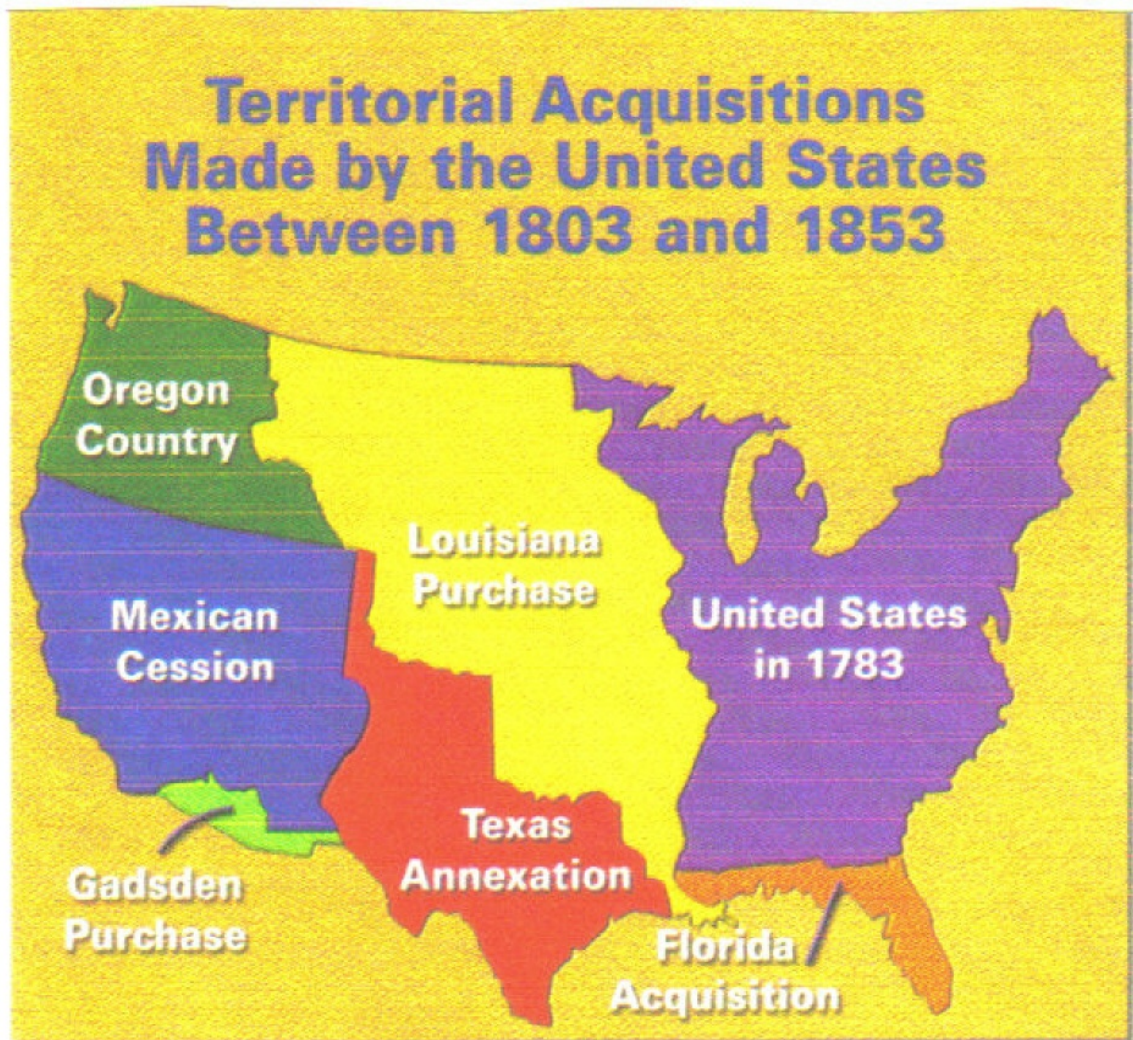 Territorial Acquisitions
Made by the United States
Between 1803 and 1853
Oregon
Country
Louisiana
Purchase
Mexican
Cession
United States
in 1783
Texas
Annexation
Gadsden
Purchase
Florida
Acquisition